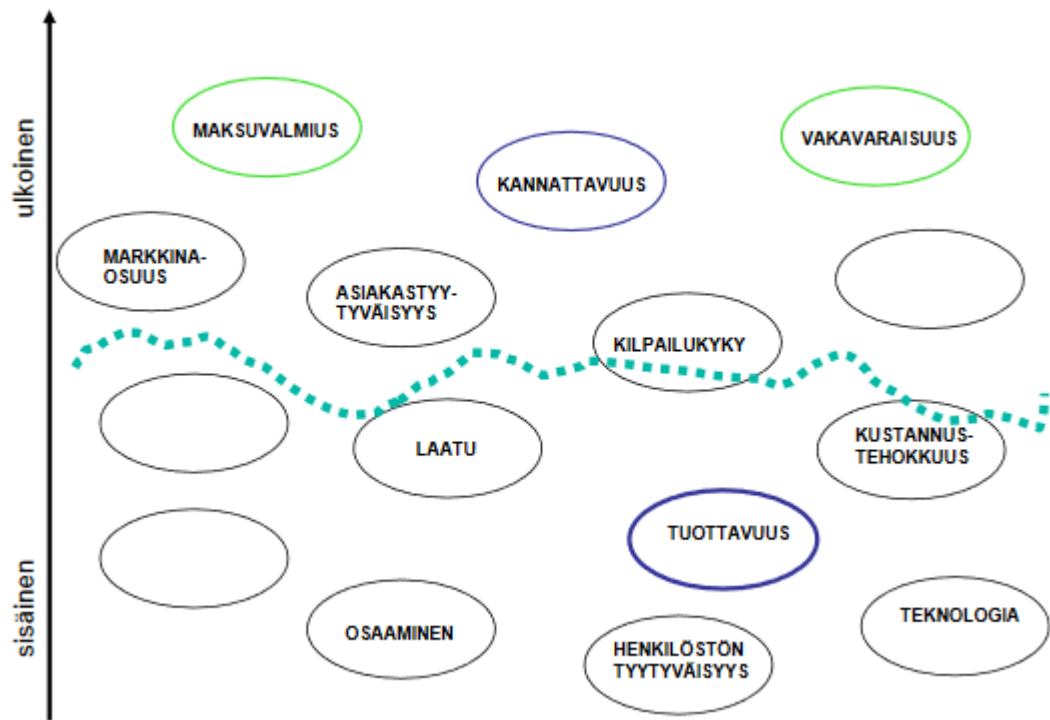 ulkoinen
MAKSUVALMIUS
VAKAVARAISUUS
KANNATTAVUUS
MARKKINA-
OSUUS
ASIAKASTYY-
TYVÄISYYS
KILPAILUKYKY
LAATU
KUSTANNUS-
TEHOKKUUS
TUOTTAVUUS
sisäinen
OSAAMINEN
HENKILÖSTÖN
TYYTYVÄISYYS
TEKNOLOGIA